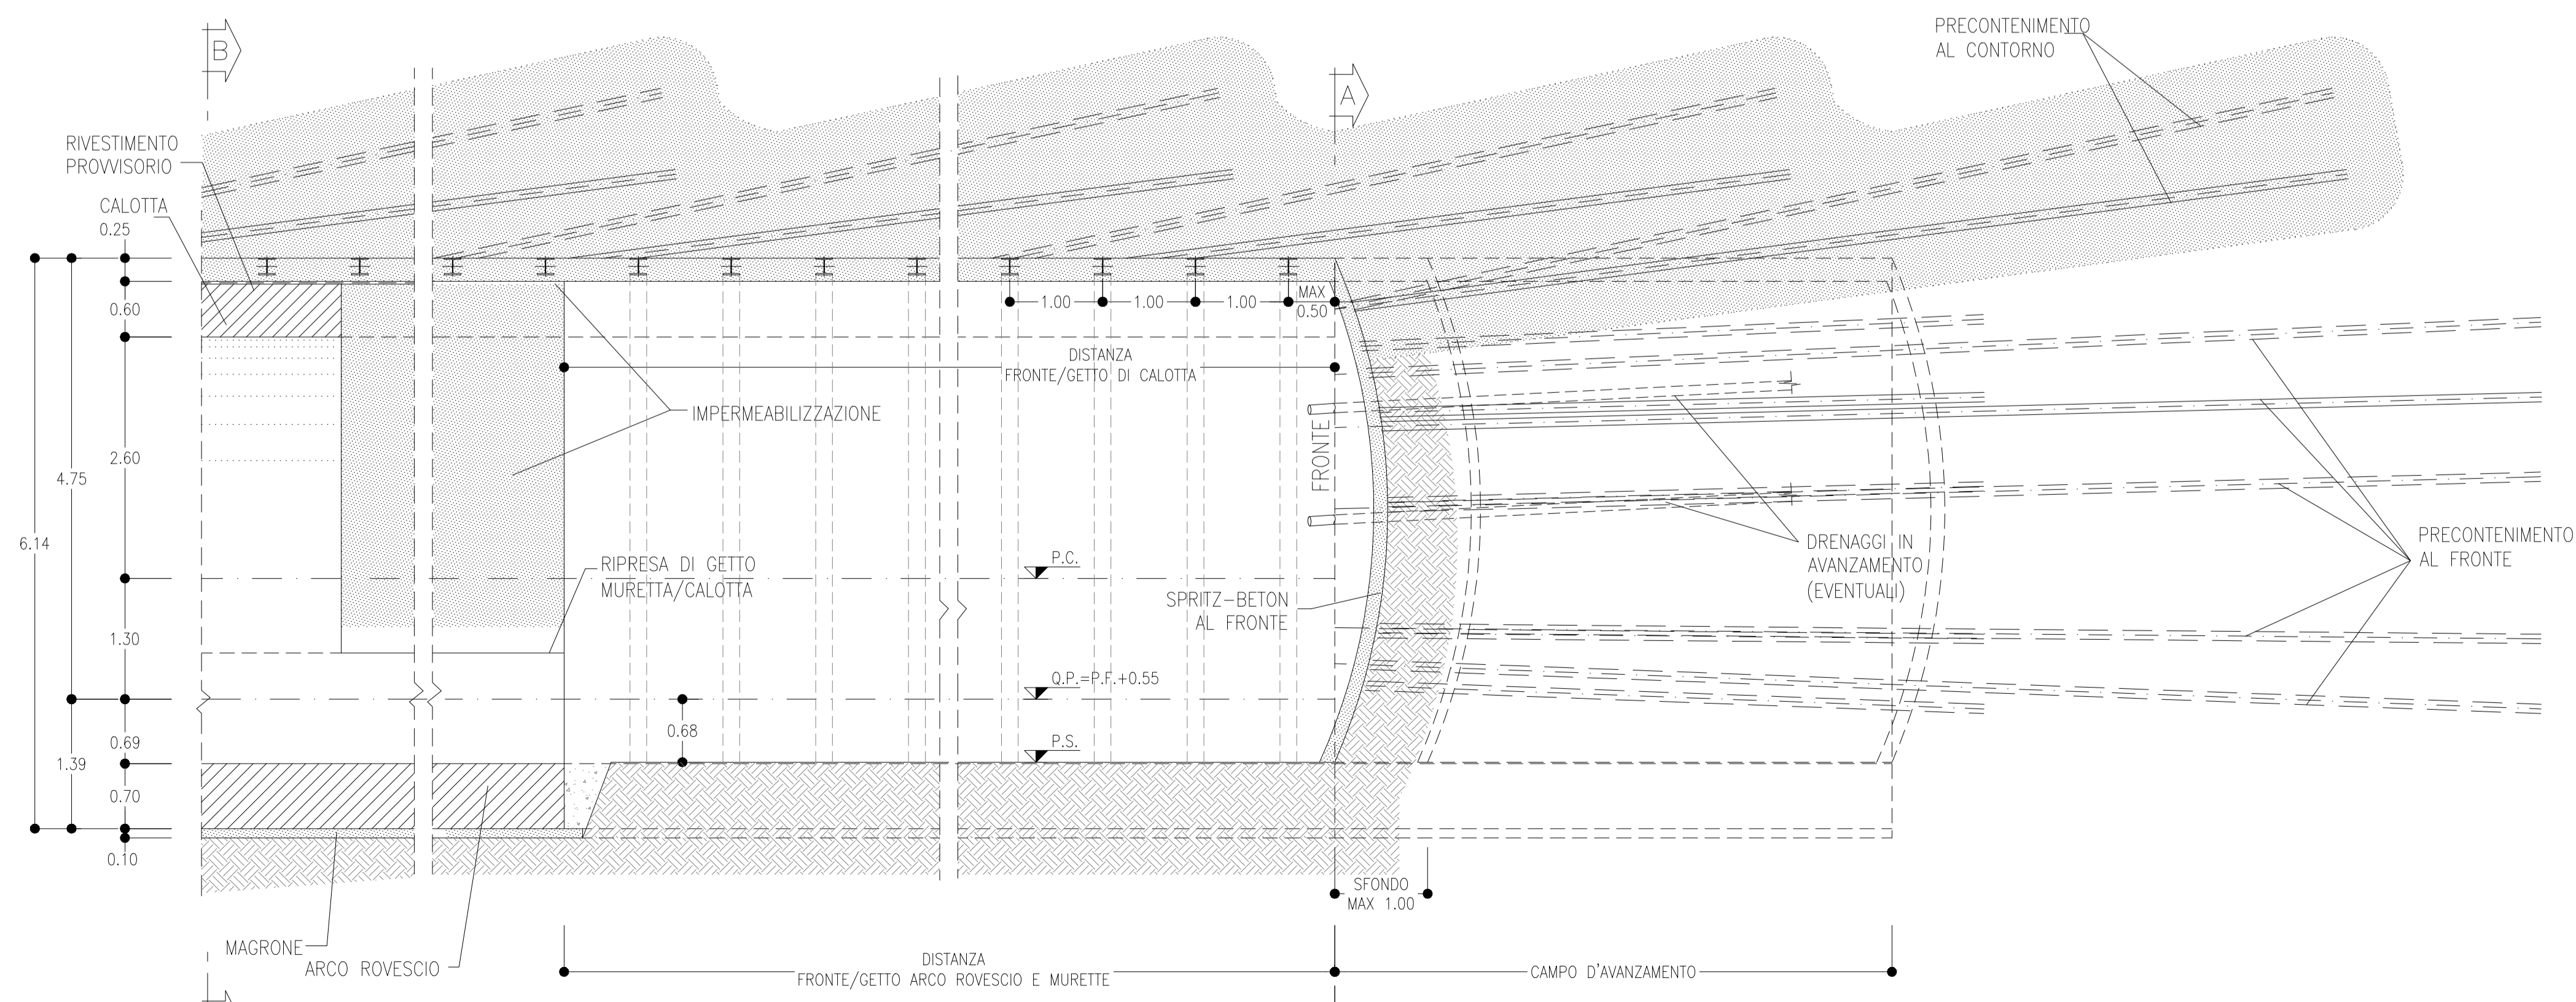 B
PRECONTENIMENTO
AL CONTORNO
A
RIVESTIMENTO
PROVVISORIO
CALOTTA
0.25
0.60
1.00
1.00
1.00
MAX
0.50
DISTANZA
FRONTE/GETTO DI CALOTTA
IMPERMEABILIZZAZIONE
FRONTE
2.60
4.75
6.14
PRECONTENIMENTO
AL FRONTE
DRENAGGI IN
AVANZAMENTO
(EVENTUALI)
P.C.
RIPRESA DI GETTO
MURETTA/CALOTTA
SPRITZ-BETON
AL FRONTE
1.30
Q.P.=P.F.+0.55
0.68
0.69
P.S.
1.39
0.70
0.10
SFONDO
MAX 1.00
MAGRONE
ARCO ROVESCIO
DISTANZA
FRONTE/GETTO ARCO ROVESCIO E MURETTE
CAMPO D'AVANZAMENTO